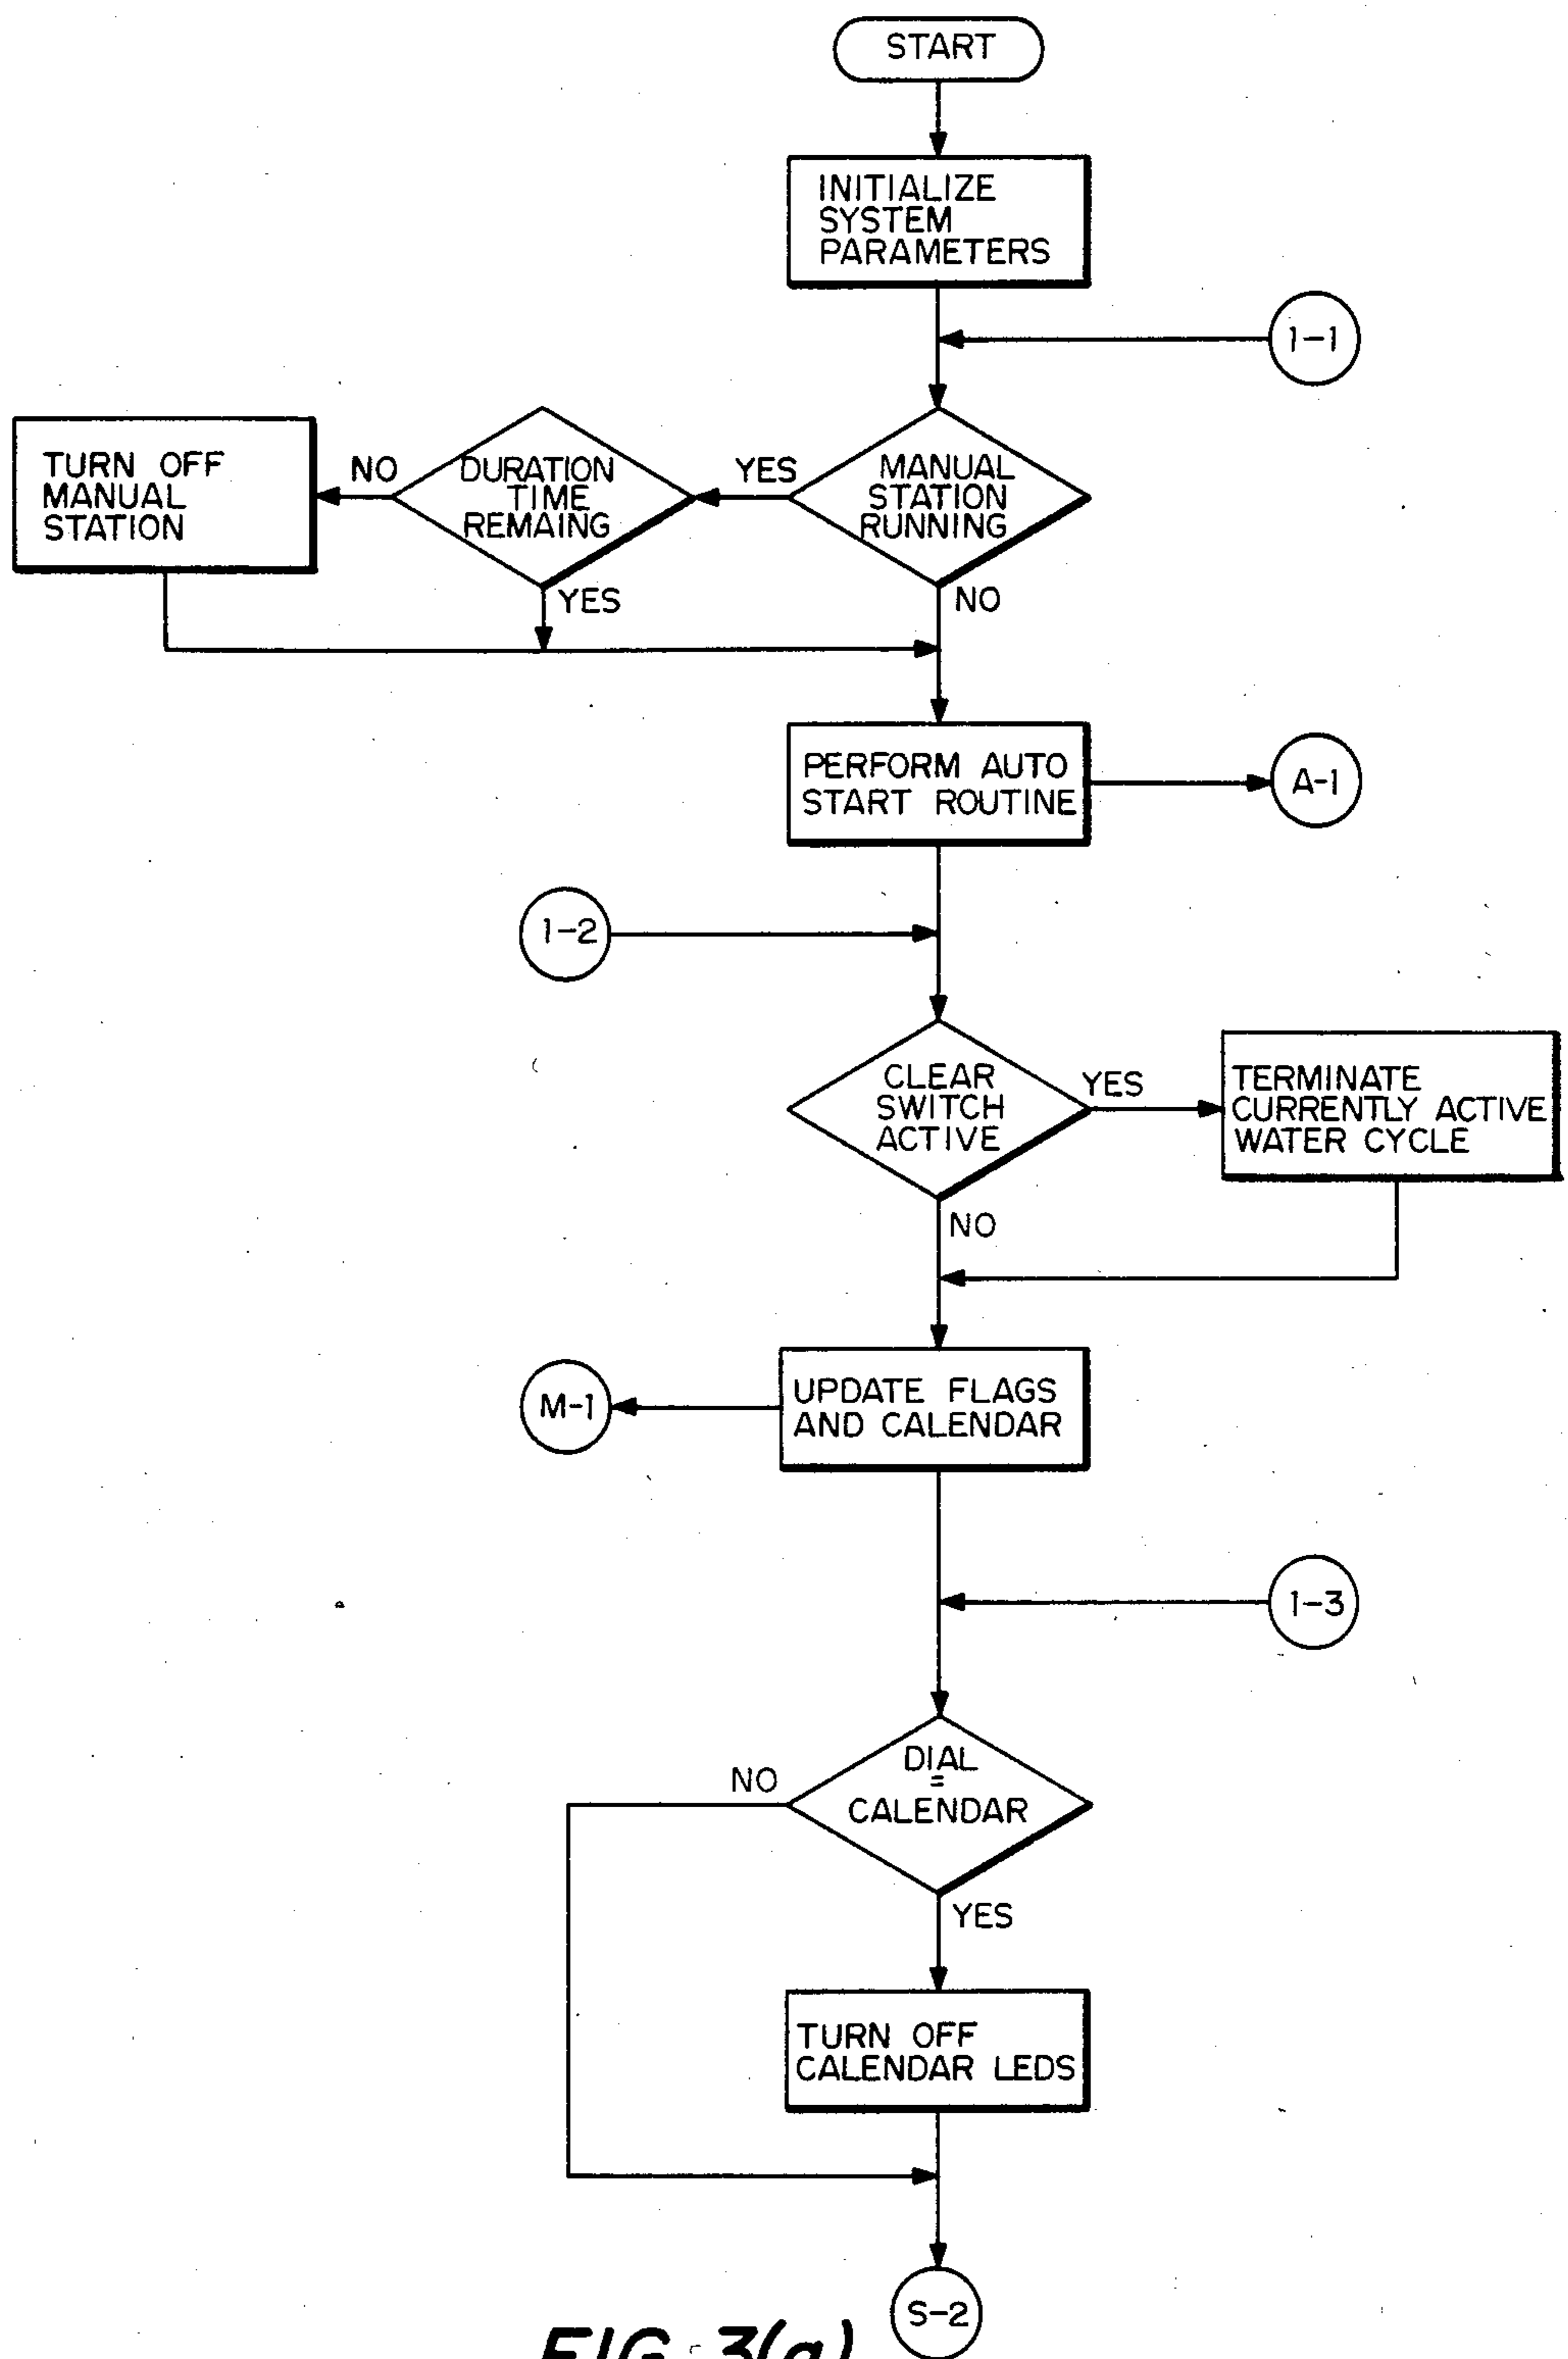 START
INITIALIZE
SYSTEM
PARAMETERS
1-1
TURN OFF
MANUAL
STATION
NO
DURATION
TIME
REMAING
YES
MANUAL
STATION
RUNNING
YES
NO
PERFORM AUTO
START ROUTINE
A-1
1-2
CLEAR
SWITCH
ACTIVE
YES
TERMINATE
CURRENTLY ACTIVE
WATER CYCLE
NO
M-1
UPDATE FLAGS
AND CALENDAR
1-3
DIAL
=
CALENDAR
NO
YES
TURN OFF
CALENDAR LEDS
S-2
FIG. 3(a)